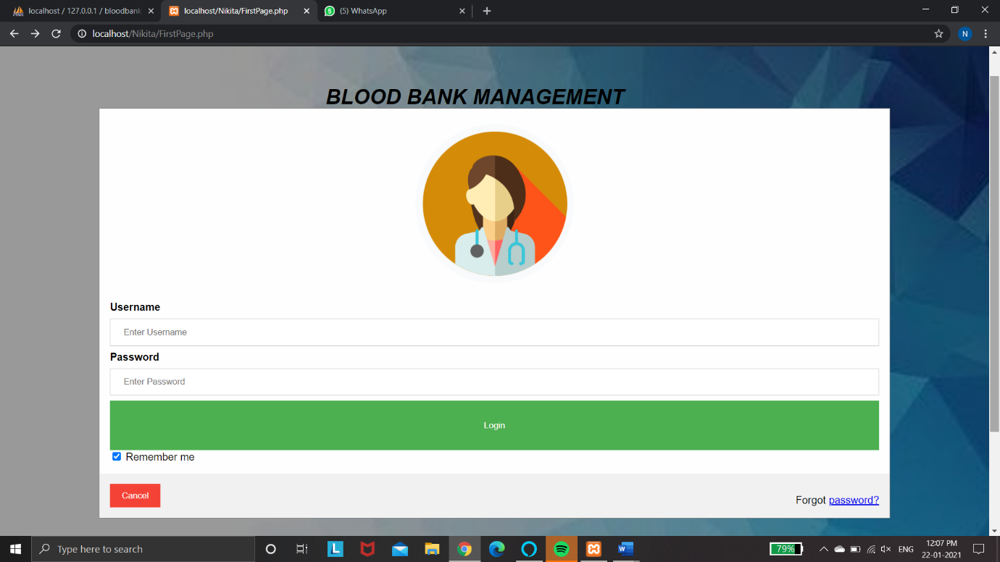 localhost / 127.0.0.1 / bloodbank
localhost/Nikita/FirstPage.php
5
(5) WhatsApp
localhost/Nikita/FirstPage.php
N
BLOOD BANK MANAGEMENT
Username
Enter Username
Password
Enter Password
Login
Remember me
Cancel
Forgot password?
Type here to search
L
W
79%
ENG
12:07 PM
22-01-2021